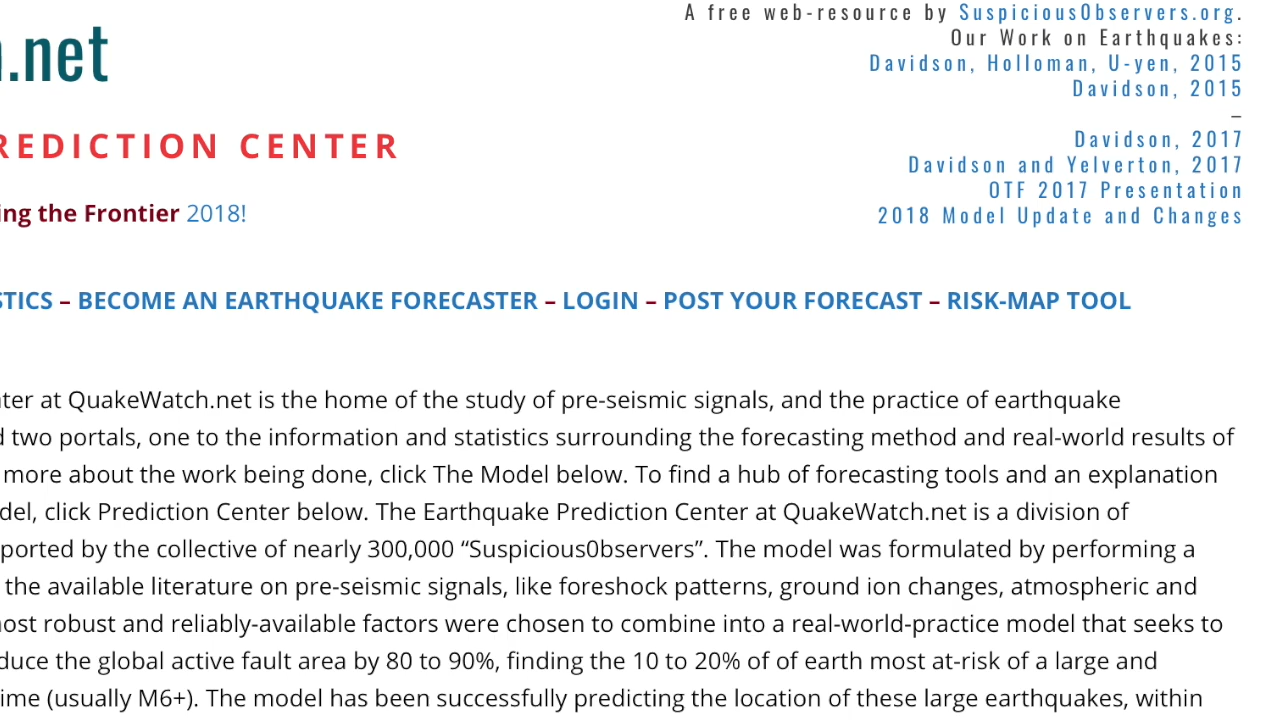 A free web-resource by Suspicious0bservers.org.
Our Work on Earthquakes:
Davidson, Holloman, U-yen, 2015
Davidson, 2015
–
Davidson, 2017
Davidson and Yelverton, 2017
OTF 2017 Presentation
2018 Model Update and Changes
.net
REDICTION CENTER
ing the Frontier 2018!
STICS – BECOME AN EARTHQUAKE FORECASTER – LOGIN – POST YOUR FORECAST – RISK-MAP TOOL
ter at QuakeWatch.net is the home of the study of pre-seismic signals, and the practice of earthquake
d two portals, one to the information and statistics surrounding the forecasting method and real-world results of
more about the work being done, click The Model below. To find a hub of forecasting tools and an explanation
del, click Prediction Center below. The Earthquake Prediction Center at QuakeWatch.net is a division of
ported by the collective of nearly 300,000 “Suspicious0bservers”. The model was formulated by performing a
the available literature on pre-seismic signals, like foreshock patterns, ground ion changes, atmospheric and
ost robust and reliably-available factors were chosen to combine into a real-world-practice model that seeks to
duce the global active fault area by 80 to 90%, finding the 10 to 20% of of earth most at-risk of a large and
ime (usually M6+). The model has been successfully predicting the location of these large earthquakes, within